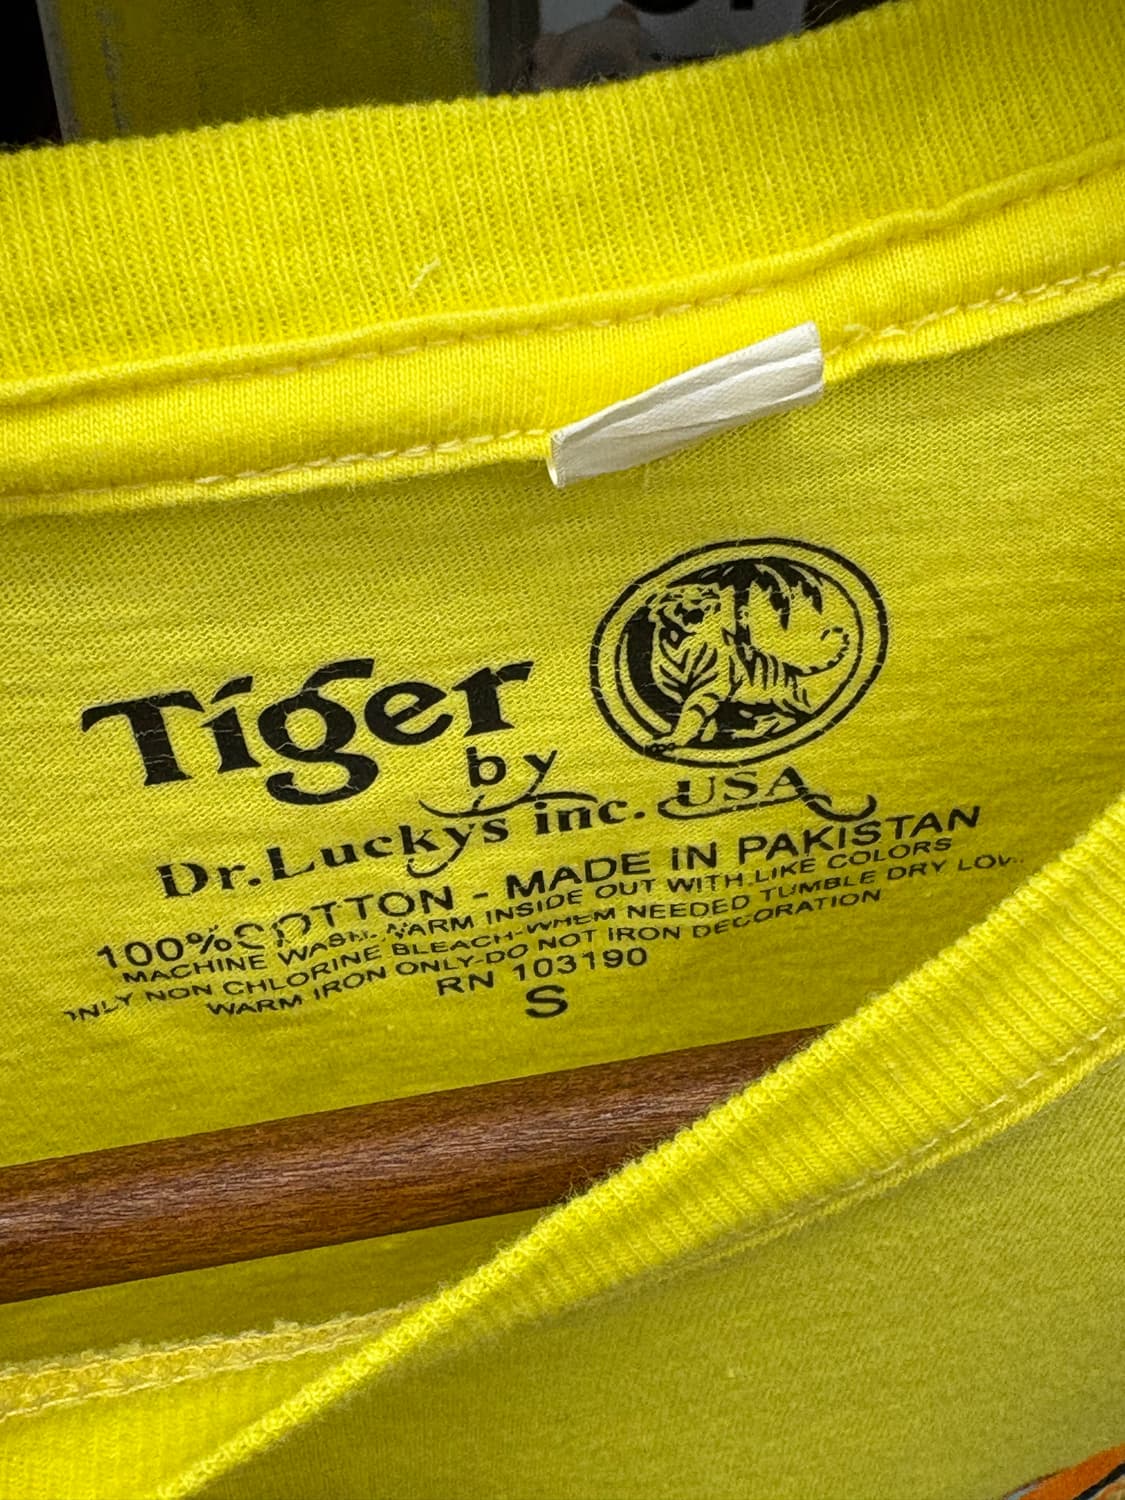 Tiger
by
Dr. Luckys inc. USA
100% COTTON - MADE IN PAKISTAN
MACHINE WASH WARM INSIDE OUT WITH LIKE COLORS
ONLY NON CHLORINE BLEACH-WHEM NEEDED TUMBLE DRY LOW
WARM IRON ONLY-DO NOT IRON DECORATION
RN 103190
S